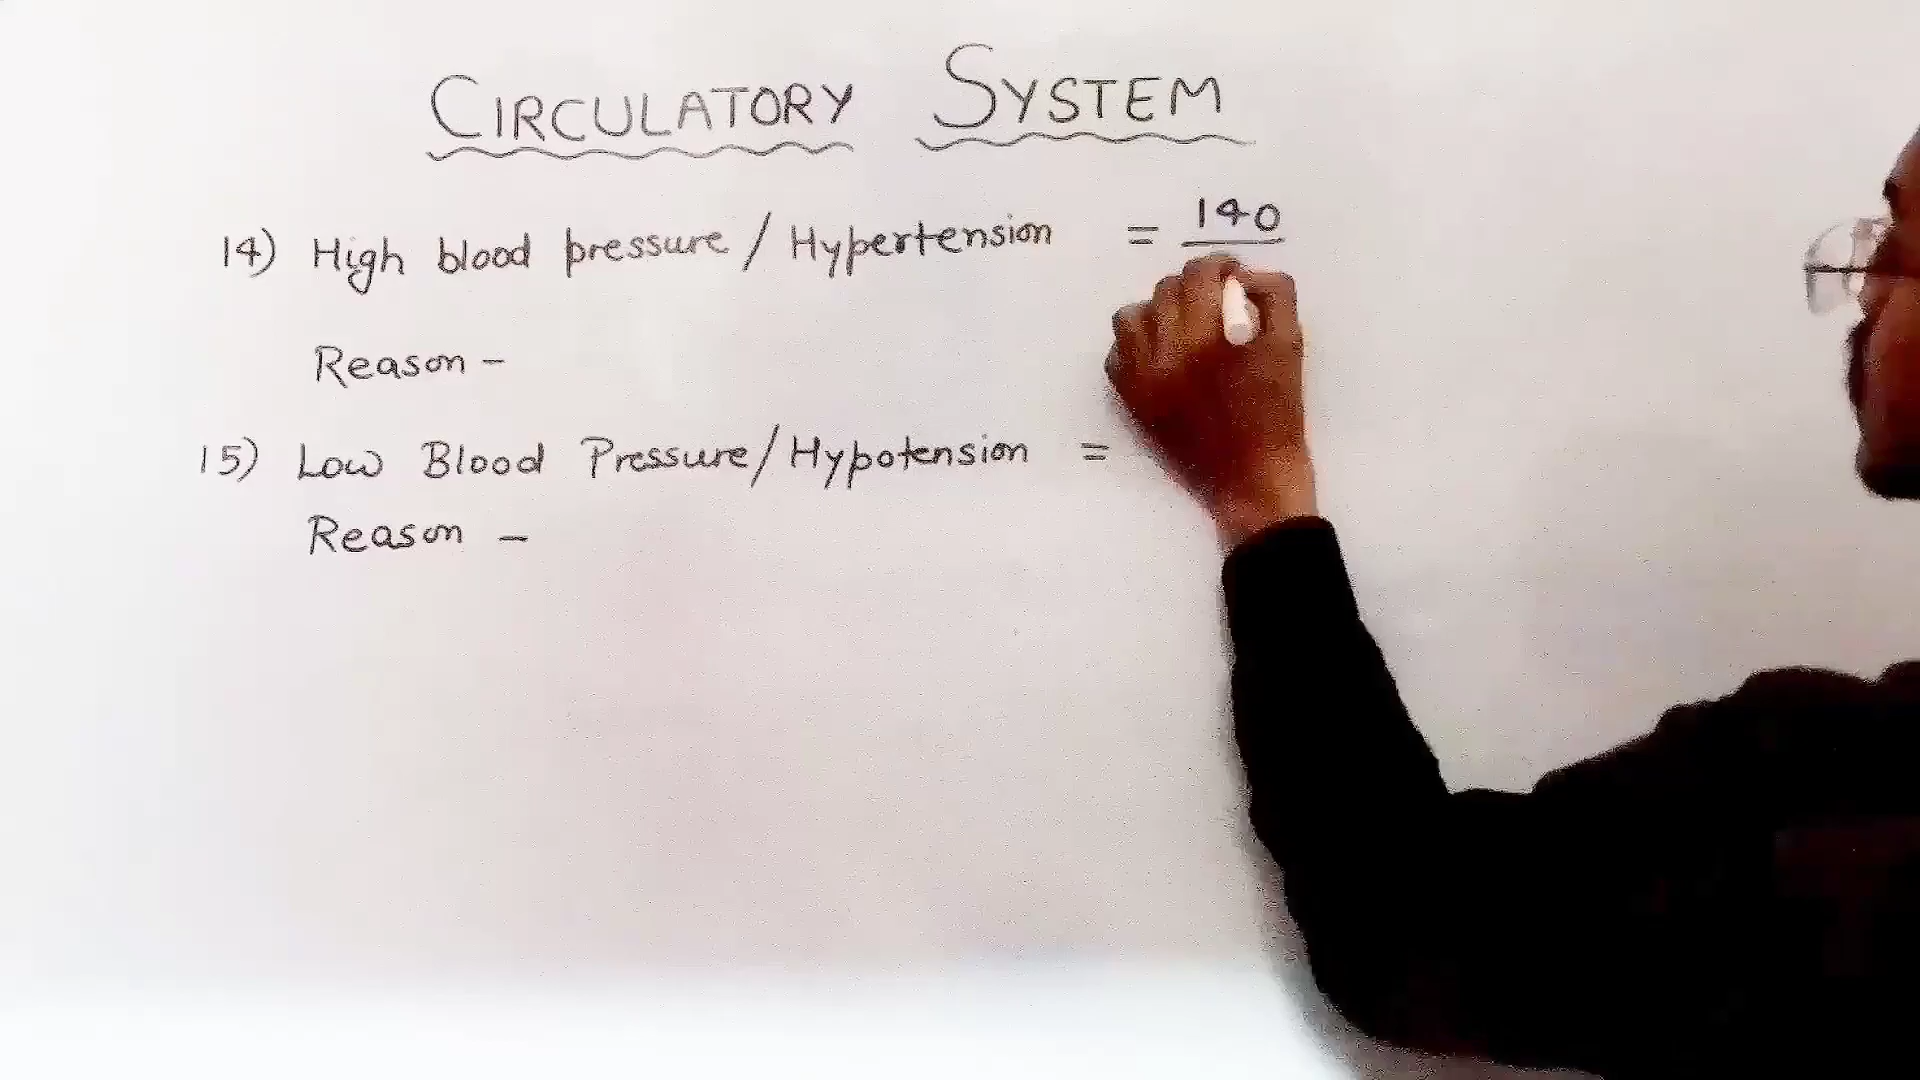 CIRCULATORY SYSTEM
14) High blood pressure / Hypertension = 140
Reason -
15) Low Blood Pressure/Hypotension =
Reason -